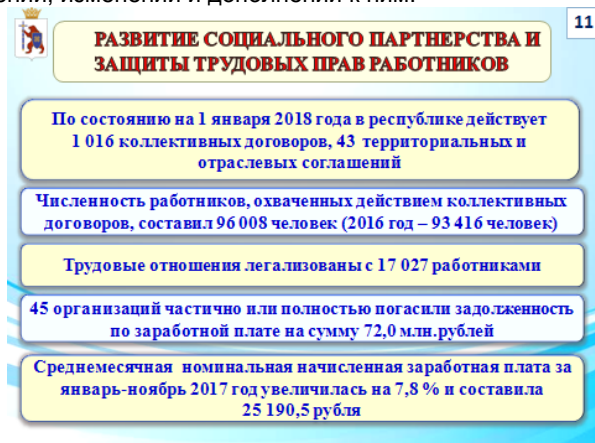 ний, изменений и дополнений к ним.
11
РАЗВИТИЕ СОЦИАЛЬНОГО ПАРТНЕРСТВА И
ЗАЩИТЫ ТРУДОВЫХ ПРАВ РАБОТНИКОВ
По состоянию на 1 января 2018 года в республике действует
1 016 коллективных договоров, 43 территориальных и
отраслевых соглашений
Численность работников, охваченных действием коллективных
договоров, составил 96 008 человек (2016 год – 93 416 человек)
Трудовые отношения легализованы с 17 027 работниками
45 организаций частично или полностью погасили задолженность
по заработной плате на сумму 72,0 млн.рублей
Среднемесячная номинальная начисленная заработная плата за
январь-ноябрь 2017 год увеличилась на 7,8 % и составила
25 190,5 рубля